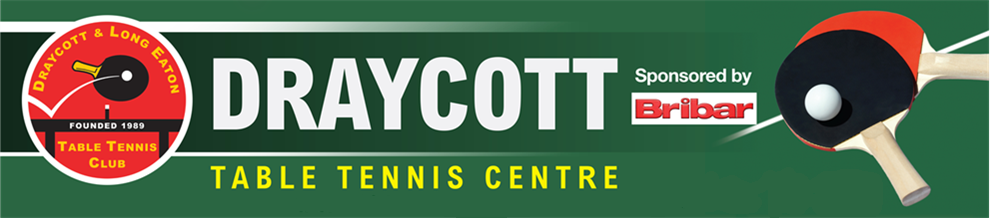 DRAYCOTT & LONG EATON
FOUNDED 1989
TABLE TENNIS
CLUB
DRAYCOTT
Sponsored by
Bribar
TABLE TENNIS CENTRE